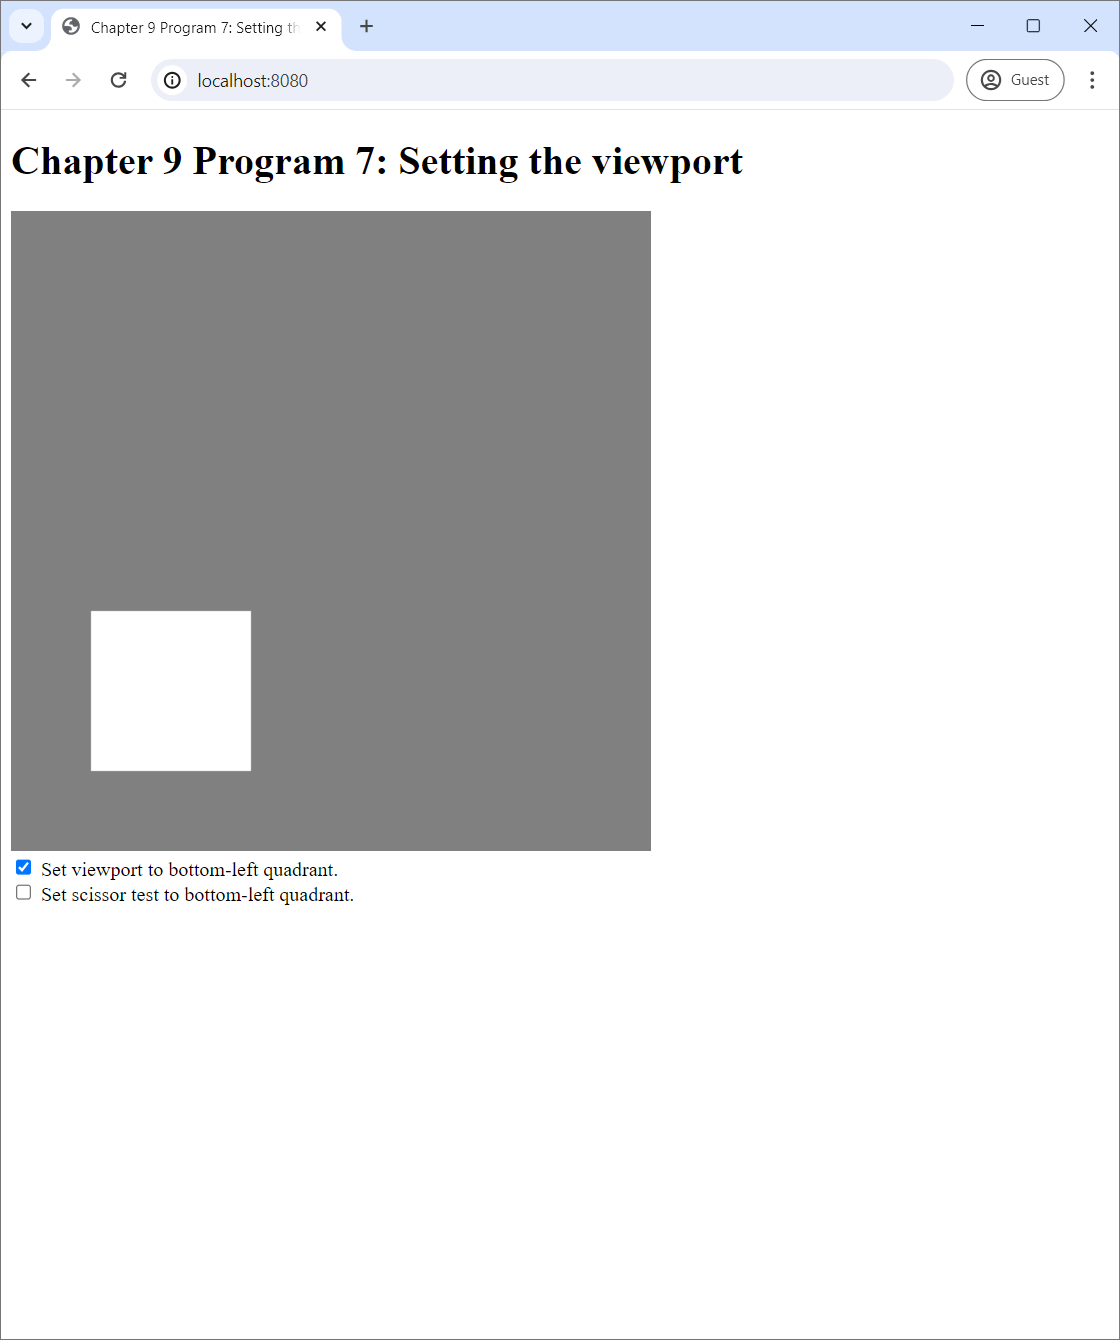 Chapter 9 Program 7: Setting th
localhost:8080
Guest
Chapter 9 Program 7: Setting the viewport
Set viewport to bottom-left quadrant.
Set scissor test to bottom-left quadrant.